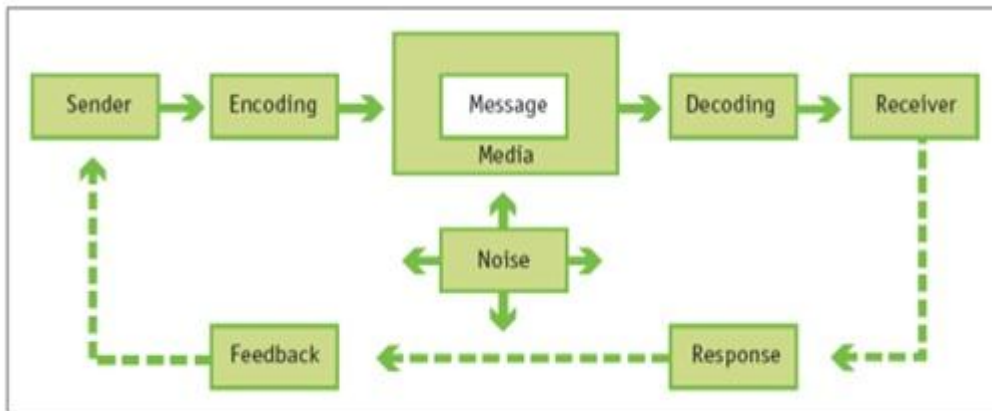 Sender
Encoding
Message
Media
Decoding
Receiver
Noise
Feedback
Response